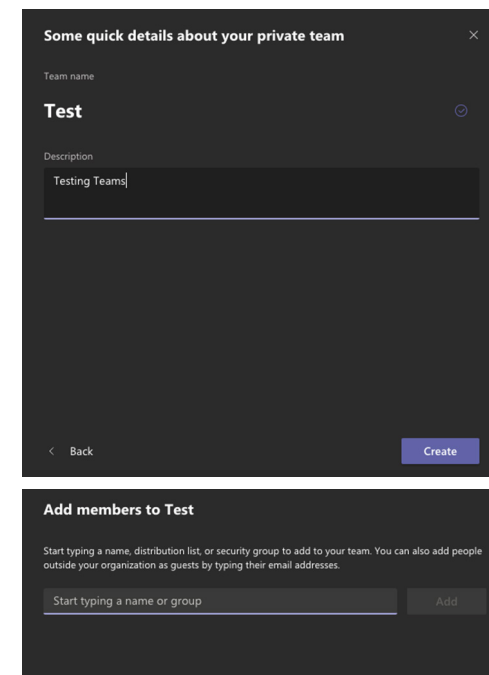 Some quick details about your private team
Team name
Test
Description
Testing Teams
Back
Create
Add members to Test
Start typing a name, distribution list, or security group to add to your team. You can also add people
outside your organization as guests by typing their email addresses.
Start typing a name or group
Add